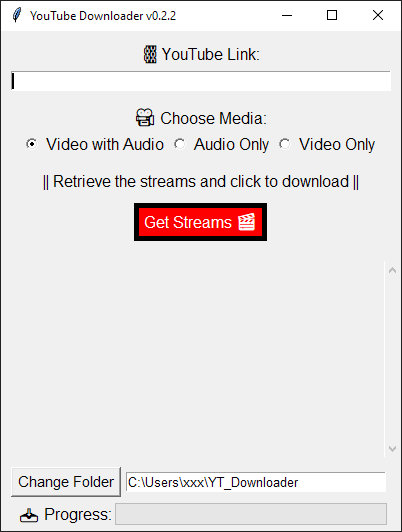 YouTube Downloader v0.2.2
YouTube Link:
Choose Media:
Video with Audio Audio Only Video Only
|| Retrieve the streams and click to download ||
Get Streams
Change Folder C:\Users\xxx\YT_Downloader
Progress: